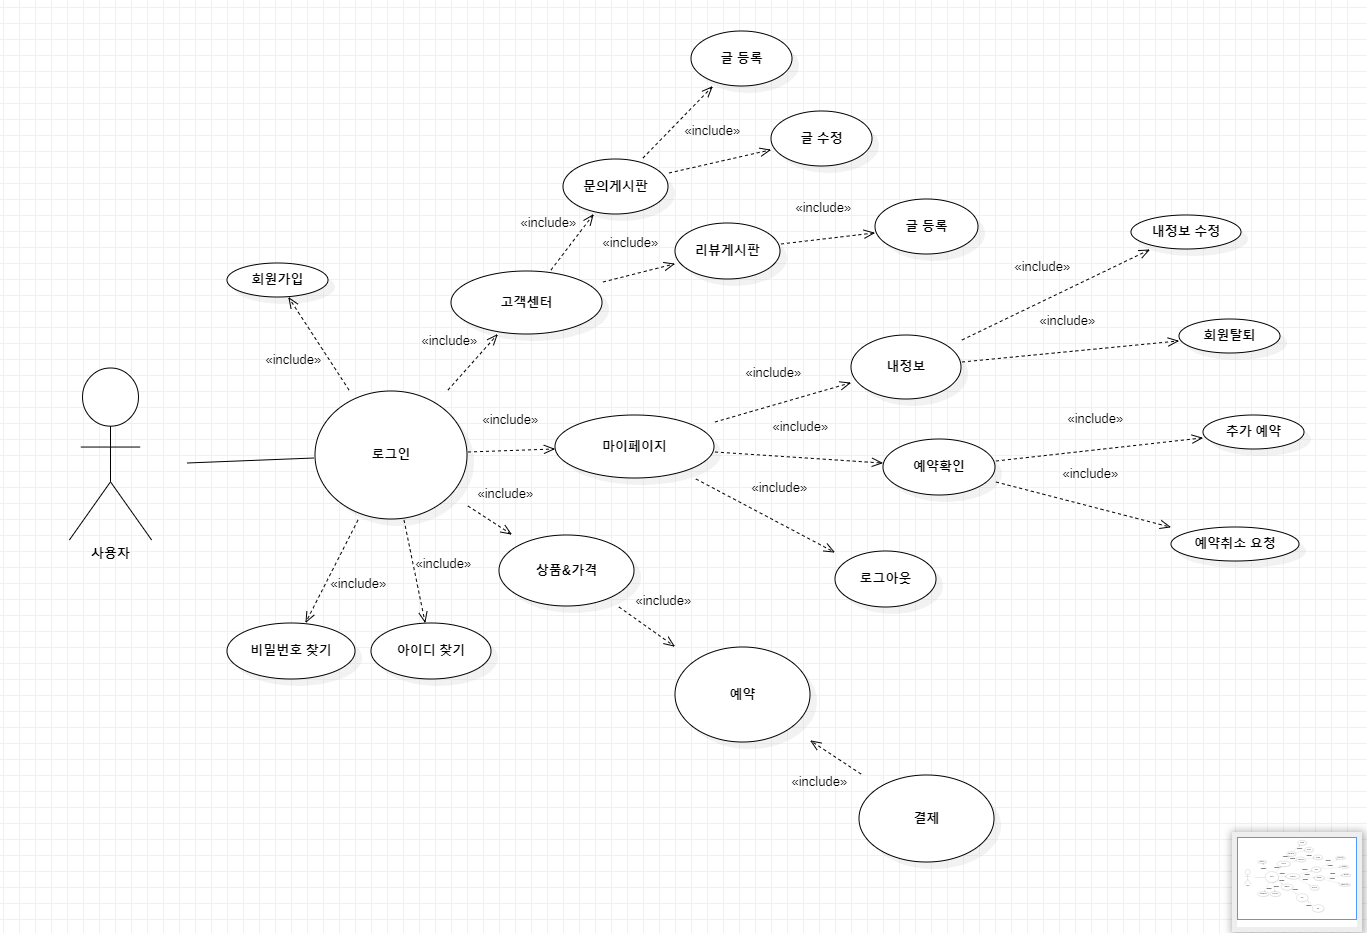 글 등록
«include»
글 수정
문의게시판
«include»
«include»
리뷰게시판
«include»
글 등록
내정보 수정
«include»
회원가입
고객센터
«include»
회원탈퇴
«include»
«include»
«include»
내정보
«include»
«include»
추가 예약
«include»
로그인
마이페이지
«include»
예약확인
«include»
«include»
«include»
예약취소 요청
사용자
«include»
«include»
상품&가격
로그아웃
«include»
비밀번호 찾기
아이디 찾기
예약
«include»
결제